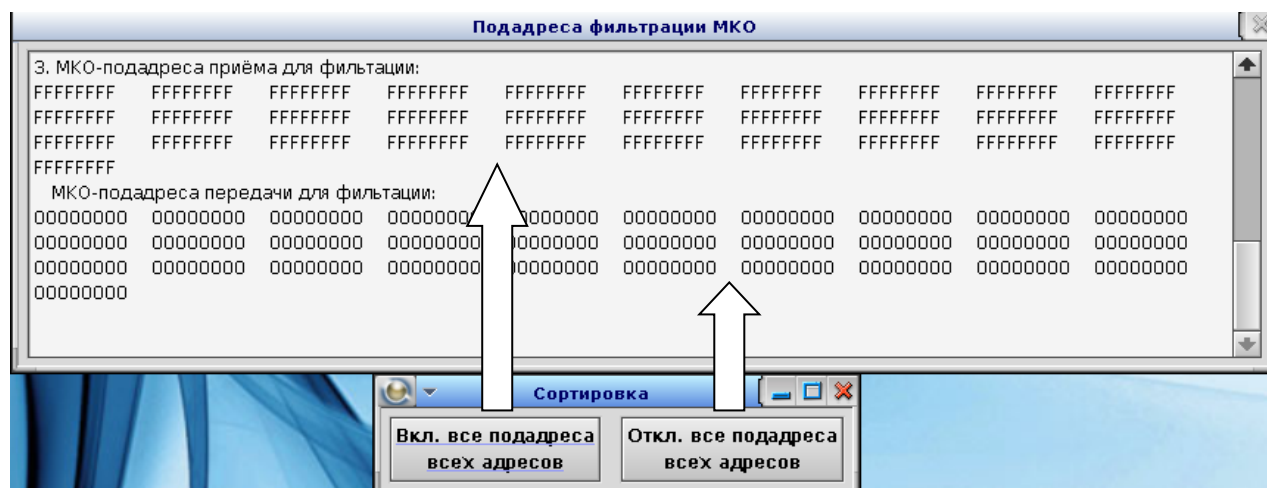 Подадреса фильтрации МКО
3. МКО-подадреса приёма для фильтации:
FFFFFFFF FFFFFFFF FFFFFFFF FFFFFFFF FFFFFFFF FFFFFFFF FFFFFFFF FFFFFFFF FFFFFFFF FFFFFFFF
FFFFFFFF FFFFFFFF FFFFFFFF FFFFFFFF FFFFFFFF FFFFFFFF FFFFFFFF FFFFFFFF FFFFFFFF FFFFFFFF
FFFFFFFF FFFFFFFF FFFFFFFF FFFFFFFF FFFFFFFF FFFFFFFF FFFFFFFF FFFFFFFF FFFFFFFF FFFFFFFF
FFFFFFFF
МКО-подадреса передачи для фильтации:
00000000 00000000 00000000 00000000 00000000 00000000 00000000 00000000 00000000 00000000
00000000 00000000 00000000 00000000 00000000 00000000 00000000 00000000 00000000 00000000
00000000 00000000 00000000 00000000 00000000 00000000 00000000 00000000 00000000 00000000
00000000
Сортировка
Вкл. все подадреса
всех адресов
Откл. все подадреса
всех адресов